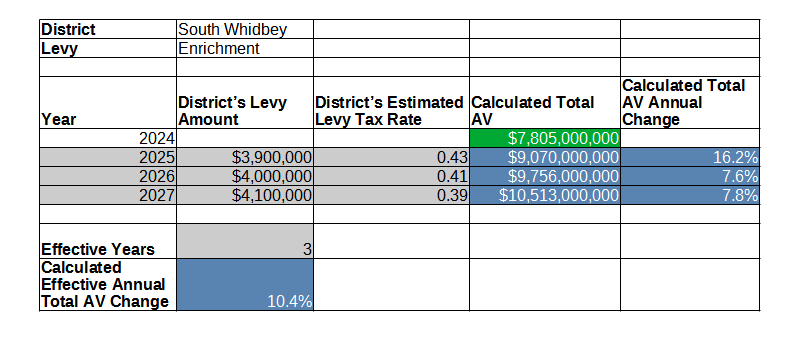 District South Whidbey
Levy Enrichment
Year District's Levy Amount District's Estimated Levy Tax Rate Calculated Total AV Calculated Total AV Annual Change
2024 $7,805,000,000
2025 $3,900,000 0.43 $9,070,000,000 16.2%
2026 $4,000,000 0.41 $9,756,000,000 7.6%
2027 $4,100,000 0.39 $10,513,000,000 7.8%
Effective Years 3
Calculated Effective Annual Total AV Change 10.4%